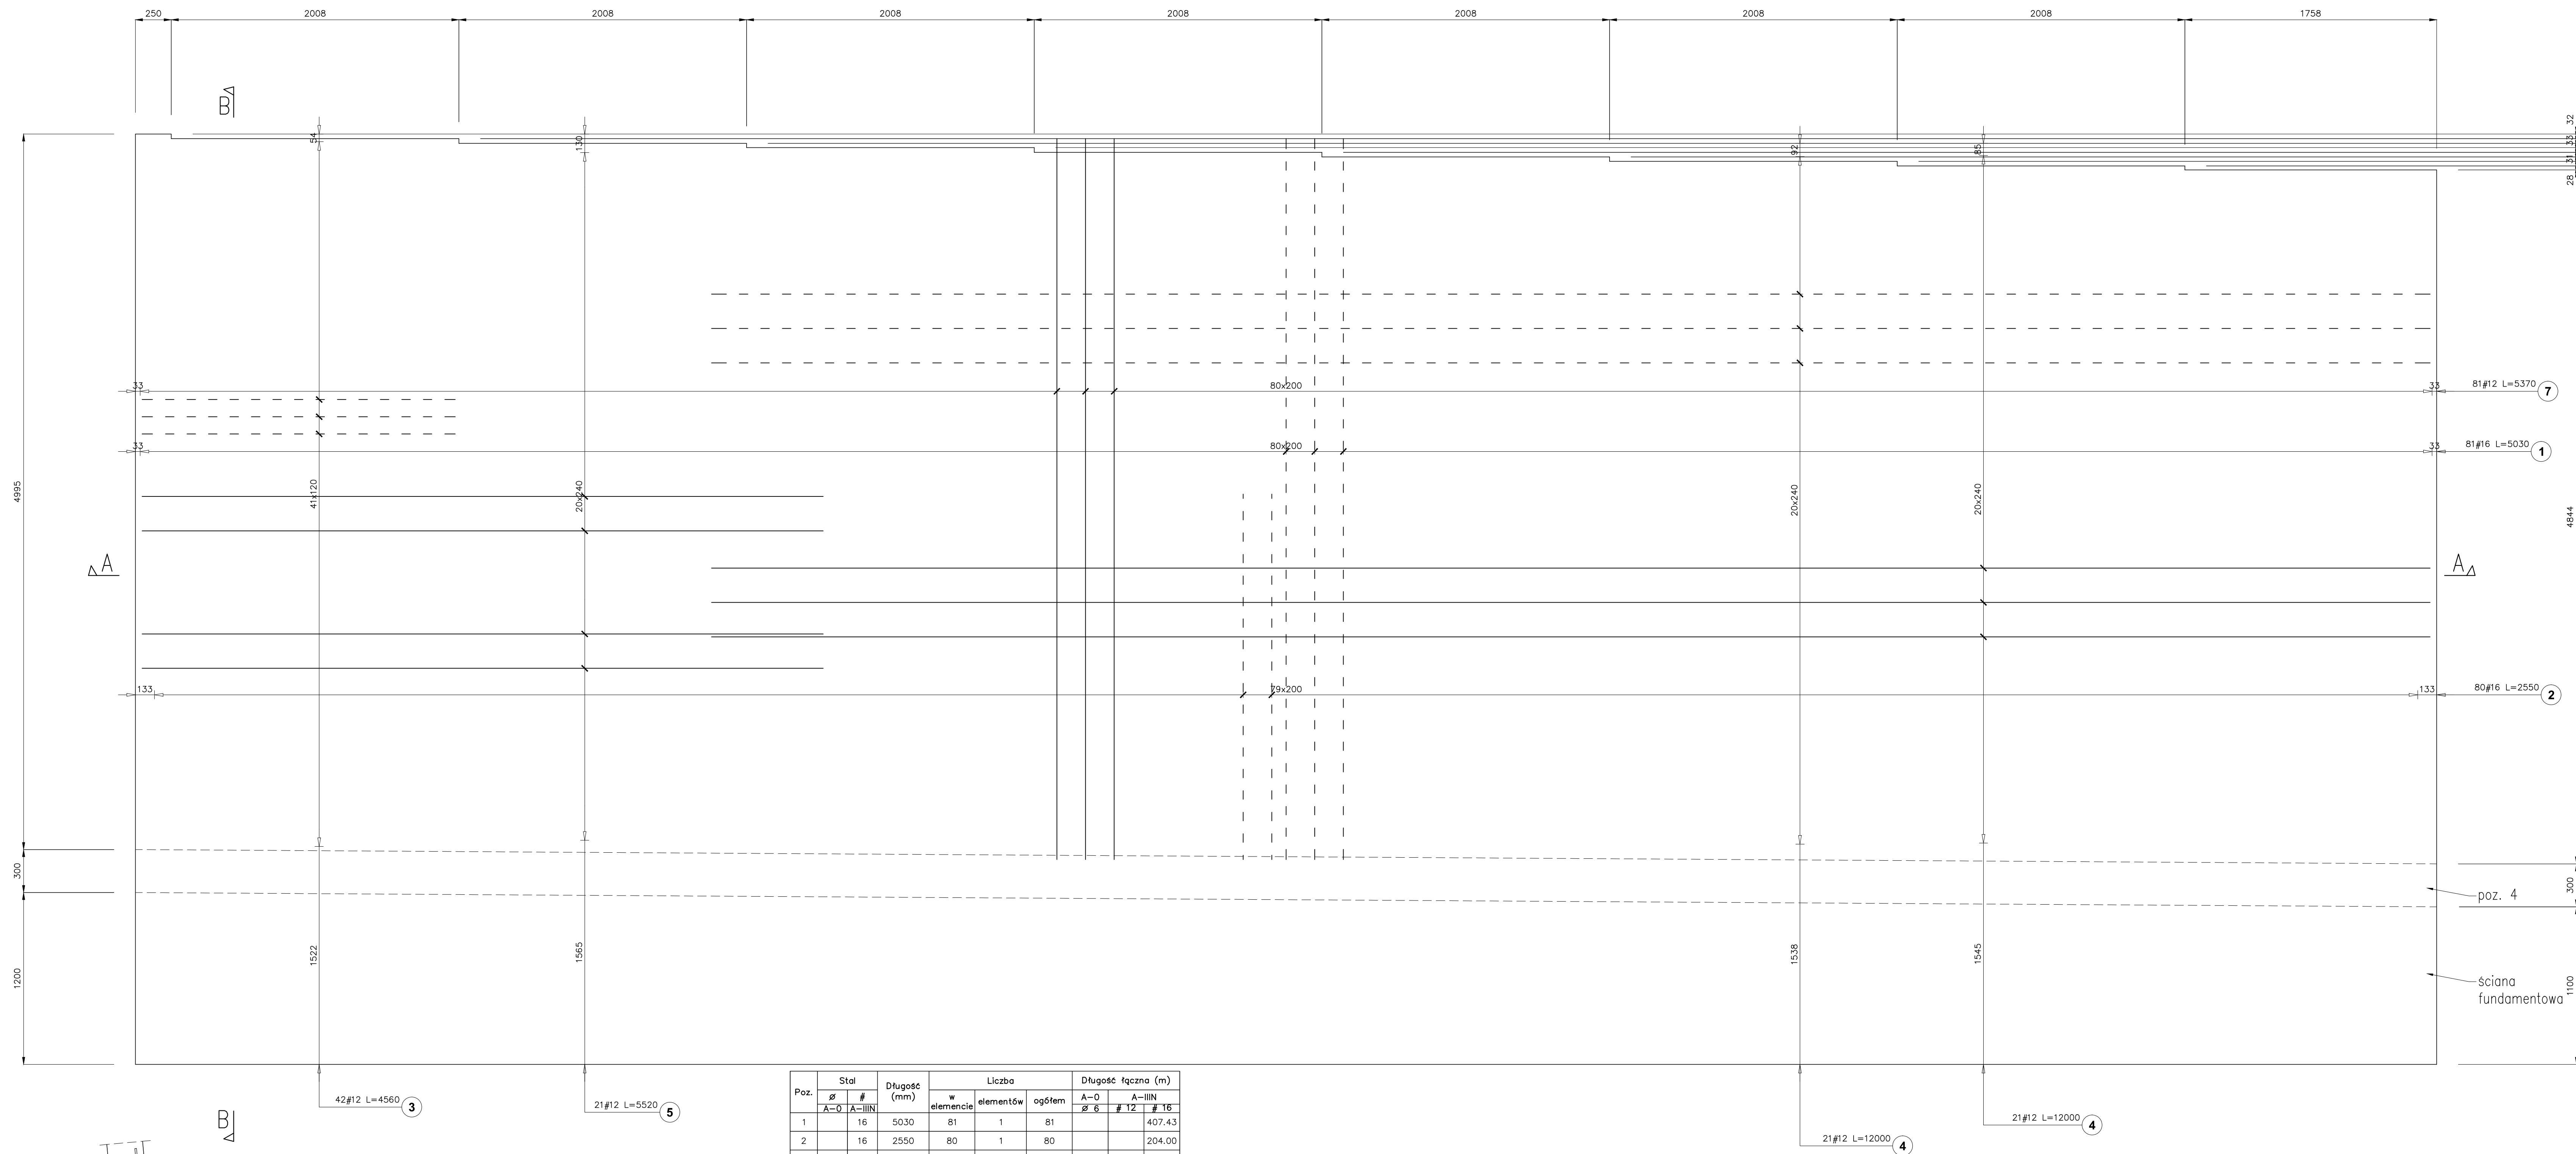 250 2008 2008 2008 2008 2008 2008 2008 1758
B
32
33
31
28
54
130
92
85
80x200
33 33 81#12 L=5370 7
80x200
33 33 81#16 L=5030 1
4995
41x120
20x240
20x240
20x240
4844
A A
79x200
133 133 80#16 L=2550 2
300
300
poz. 4
1200
1522
1565
1538
1545
ściana
fundamentowa
1100
42#12 L=4560 3
21#12 L=5520 5
21#12 L=12000 4
21#12 L=12000 4
B
Poz. Stal Długość (mm) Liczba Długość łączna (m)
ø # w elemencie elementów ogółem A-0 A-IIIN
A-0 A-IIIN ø 6 # 12 # 16
1 16 5030 81 1 81 407.43
2 16 2550 80 1 80 204.00